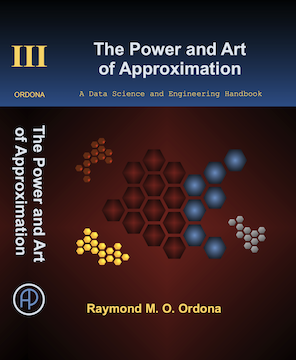 III
ORDONA
The Power and Art
of Approximation
AP
The Power and Art
of Approximation
A Data Science and Engineering Handbook
Raymond M. O. Ordona